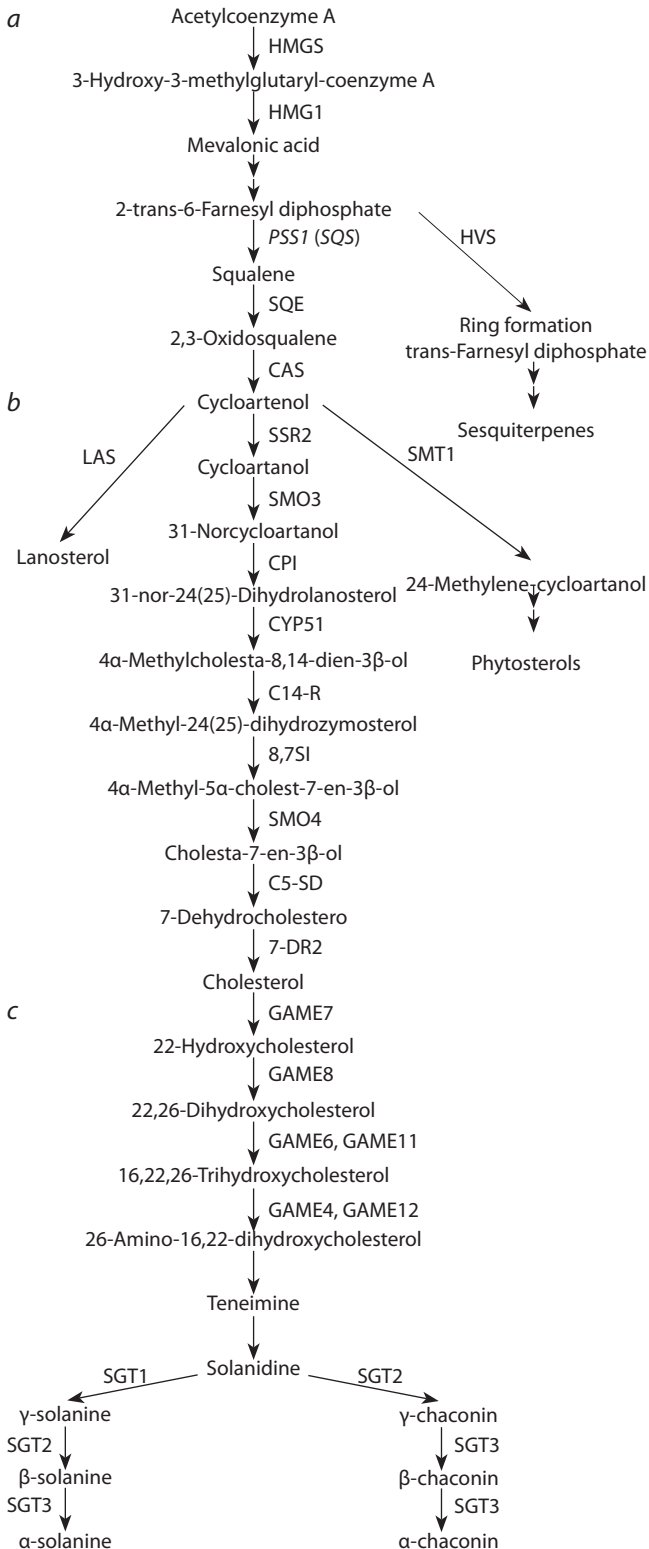 a
Acetylcoenzyme A
HMGS
3-Hydroxy-3-methylglutaryl-coenzyme A
HMG1
Mevalonic acid
2-trans-6-Farnesyl diphosphate
PSS1 (SQS)
HVS
Squalene
SQE
Ring formation
trans-Farnesyl diphosphate
2,3-Oxidosqualene
CAS
Sesquiterpenes
b
Cycloartenol
LAS
SSR2
SMT1
Cycloartanol
SMO3
31-Norcycloartanol
Lanosterol
CPI
24-Methylene-cycloartanol
31-nor-24(25)-Dihydrolanosterol
CYP51
Phytosterols
4α-Methylcholesta-8,14-dien-3β-ol
C14-R
4α-Methyl-24(25)-dihydrozymosterol
8,7SI
4α-Methyl-5α-cholest-7-en-3β-ol
SMO4
Cholesta-7-en-3β-ol
C5-SD
7-Dehydrocholestero
7-DR2
Cholesterol
c
GAME7
22-Hydroxycholesterol
GAME8
22,26-Dihydroxycholesterol
GAME6, GAME11
16,22,26-Trihydroxycholesterol
GAME4, GAME12
26-Amino-16,22-dihydroxycholesterol
Teneimine
Solanidine
SGT1
SGT2
γ-solanine
γ-chaconin
SGT2
SGT3
β-solanine
β-chaconin
SGT3
SGT3
α-solanine
α-chaconin